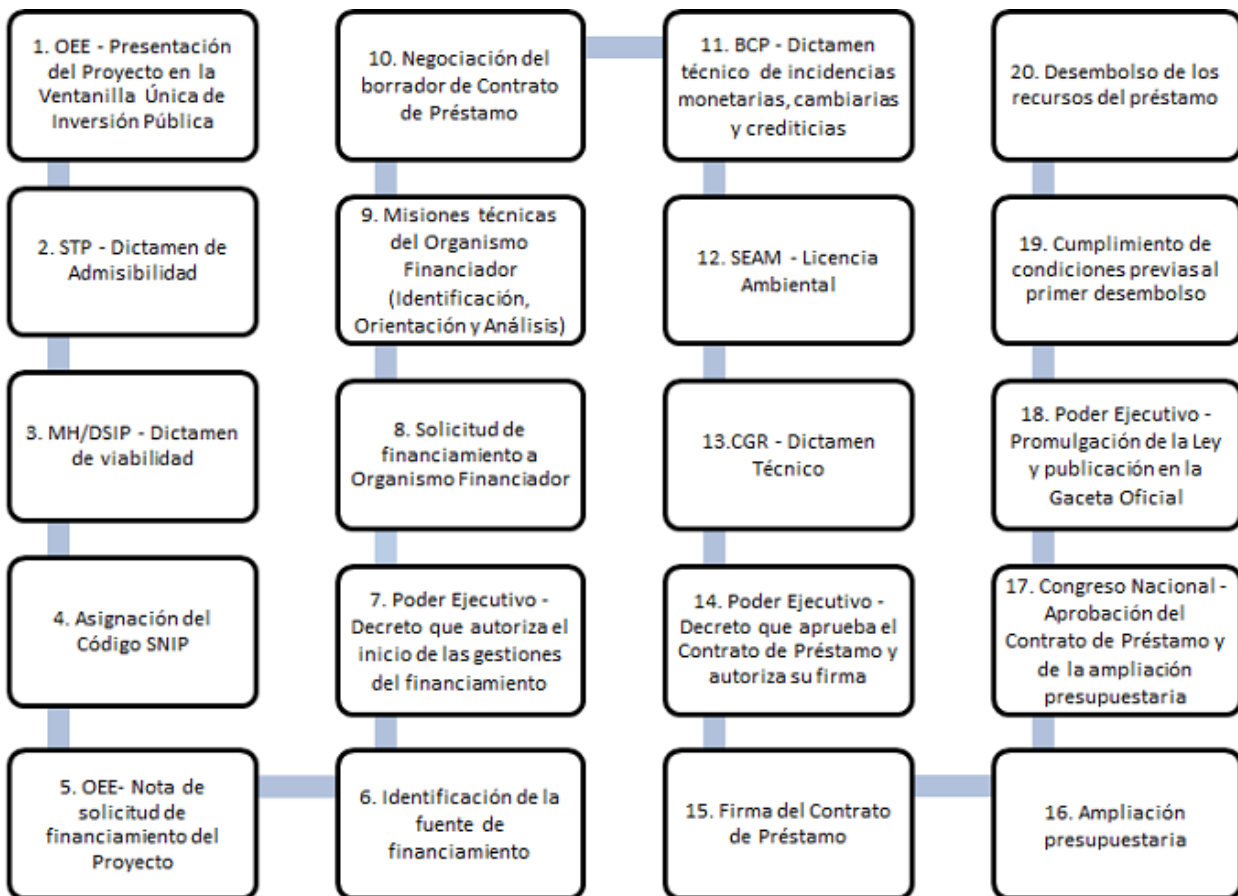 1. OEE - Presentación
del Proyecto en la
Ventanilla Única de
Inversión Pública
2. STP - Dictamen de
Admisibilidad
3. MH/DSIP - Dictamen
de viabilidad
4. Asignación del
Código SNIP
5. OEE- Nota de
solicitud de
financiamiento del
Proyecto
6. Identificación de la
fuente de
financiamiento
7. Poder Ejecutivo -
Decreto que autoriza el
inicio de las gestiones
del financiamiento
8. Solicitud de
financiamiento a
Organismo Financiador
9. Misiones técnicas
del Organismo
Financiador
(Identificación,
Orientación y Análisis)
10. Negociación del
borrador de Contrato
de Préstamo
11. BCP - Dictamen
técnico de incidencias
monetarias, cambiarias
y crediticias
12. SEAM - Licencia
Ambiental
13.CGR - Dictamen
Técnico
14. Poder Ejecutivo -
Decreto que aprueba el
Contrato de Préstamo y
autoriza su firma
15. Firma del Contrato
de Préstamo
16. Ampliación
presupuestaria
17. Congreso Nacional -
Aprobación del
Contrato de Préstamo y
de la ampliación
presupuestaria
18. Poder Ejecutivo -
Promulgación de la Ley
y publicación en la
Gaceta Oficial
19. Cumplimiento de
condiciones previas al
primer desembolso
20. Desembolso de los
recursos del préstamo